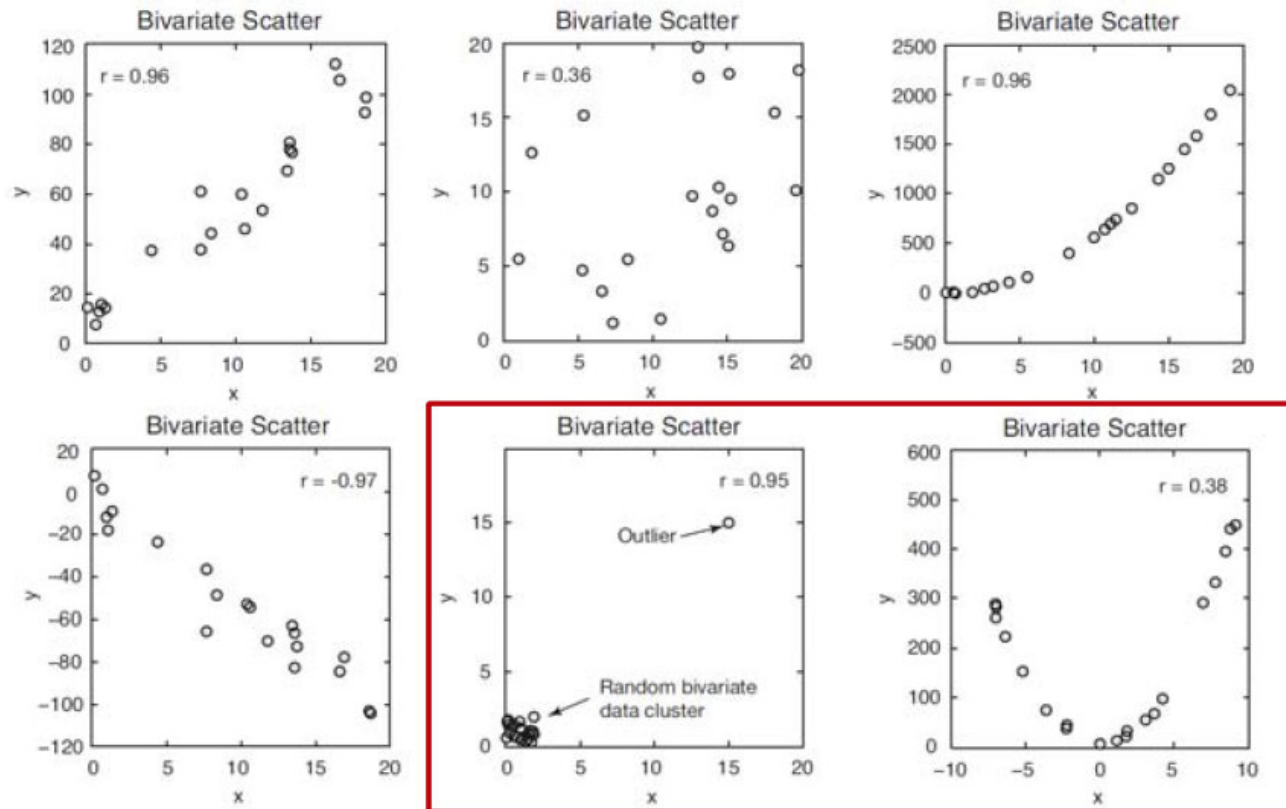 Bivariate Scatter
r = 0.96
120
100
80
60
40
20
0
y
0 5 10 15 20
x
Bivariate Scatter
r = 0.36
20
15
10
5
0
y
0 5 10 15 20
x
Bivariate Scatter
r = 0.96
2500
2000
1500
1000
500
0
−500
y
0 5 10 15 20
x
Bivariate Scatter
r = -0.97
20
0
−20
−40
−60
−80
−100
−120
y
0 5 10 15 20
x
Bivariate Scatter
r = 0.95
Outlier
Random bivariate
data cluster
15
10
5
0
y
0 5 10 15 20
x
Bivariate Scatter
r = 0.38
600
500
400
300
200
100
0
y
−10 −5 0 5 10
x